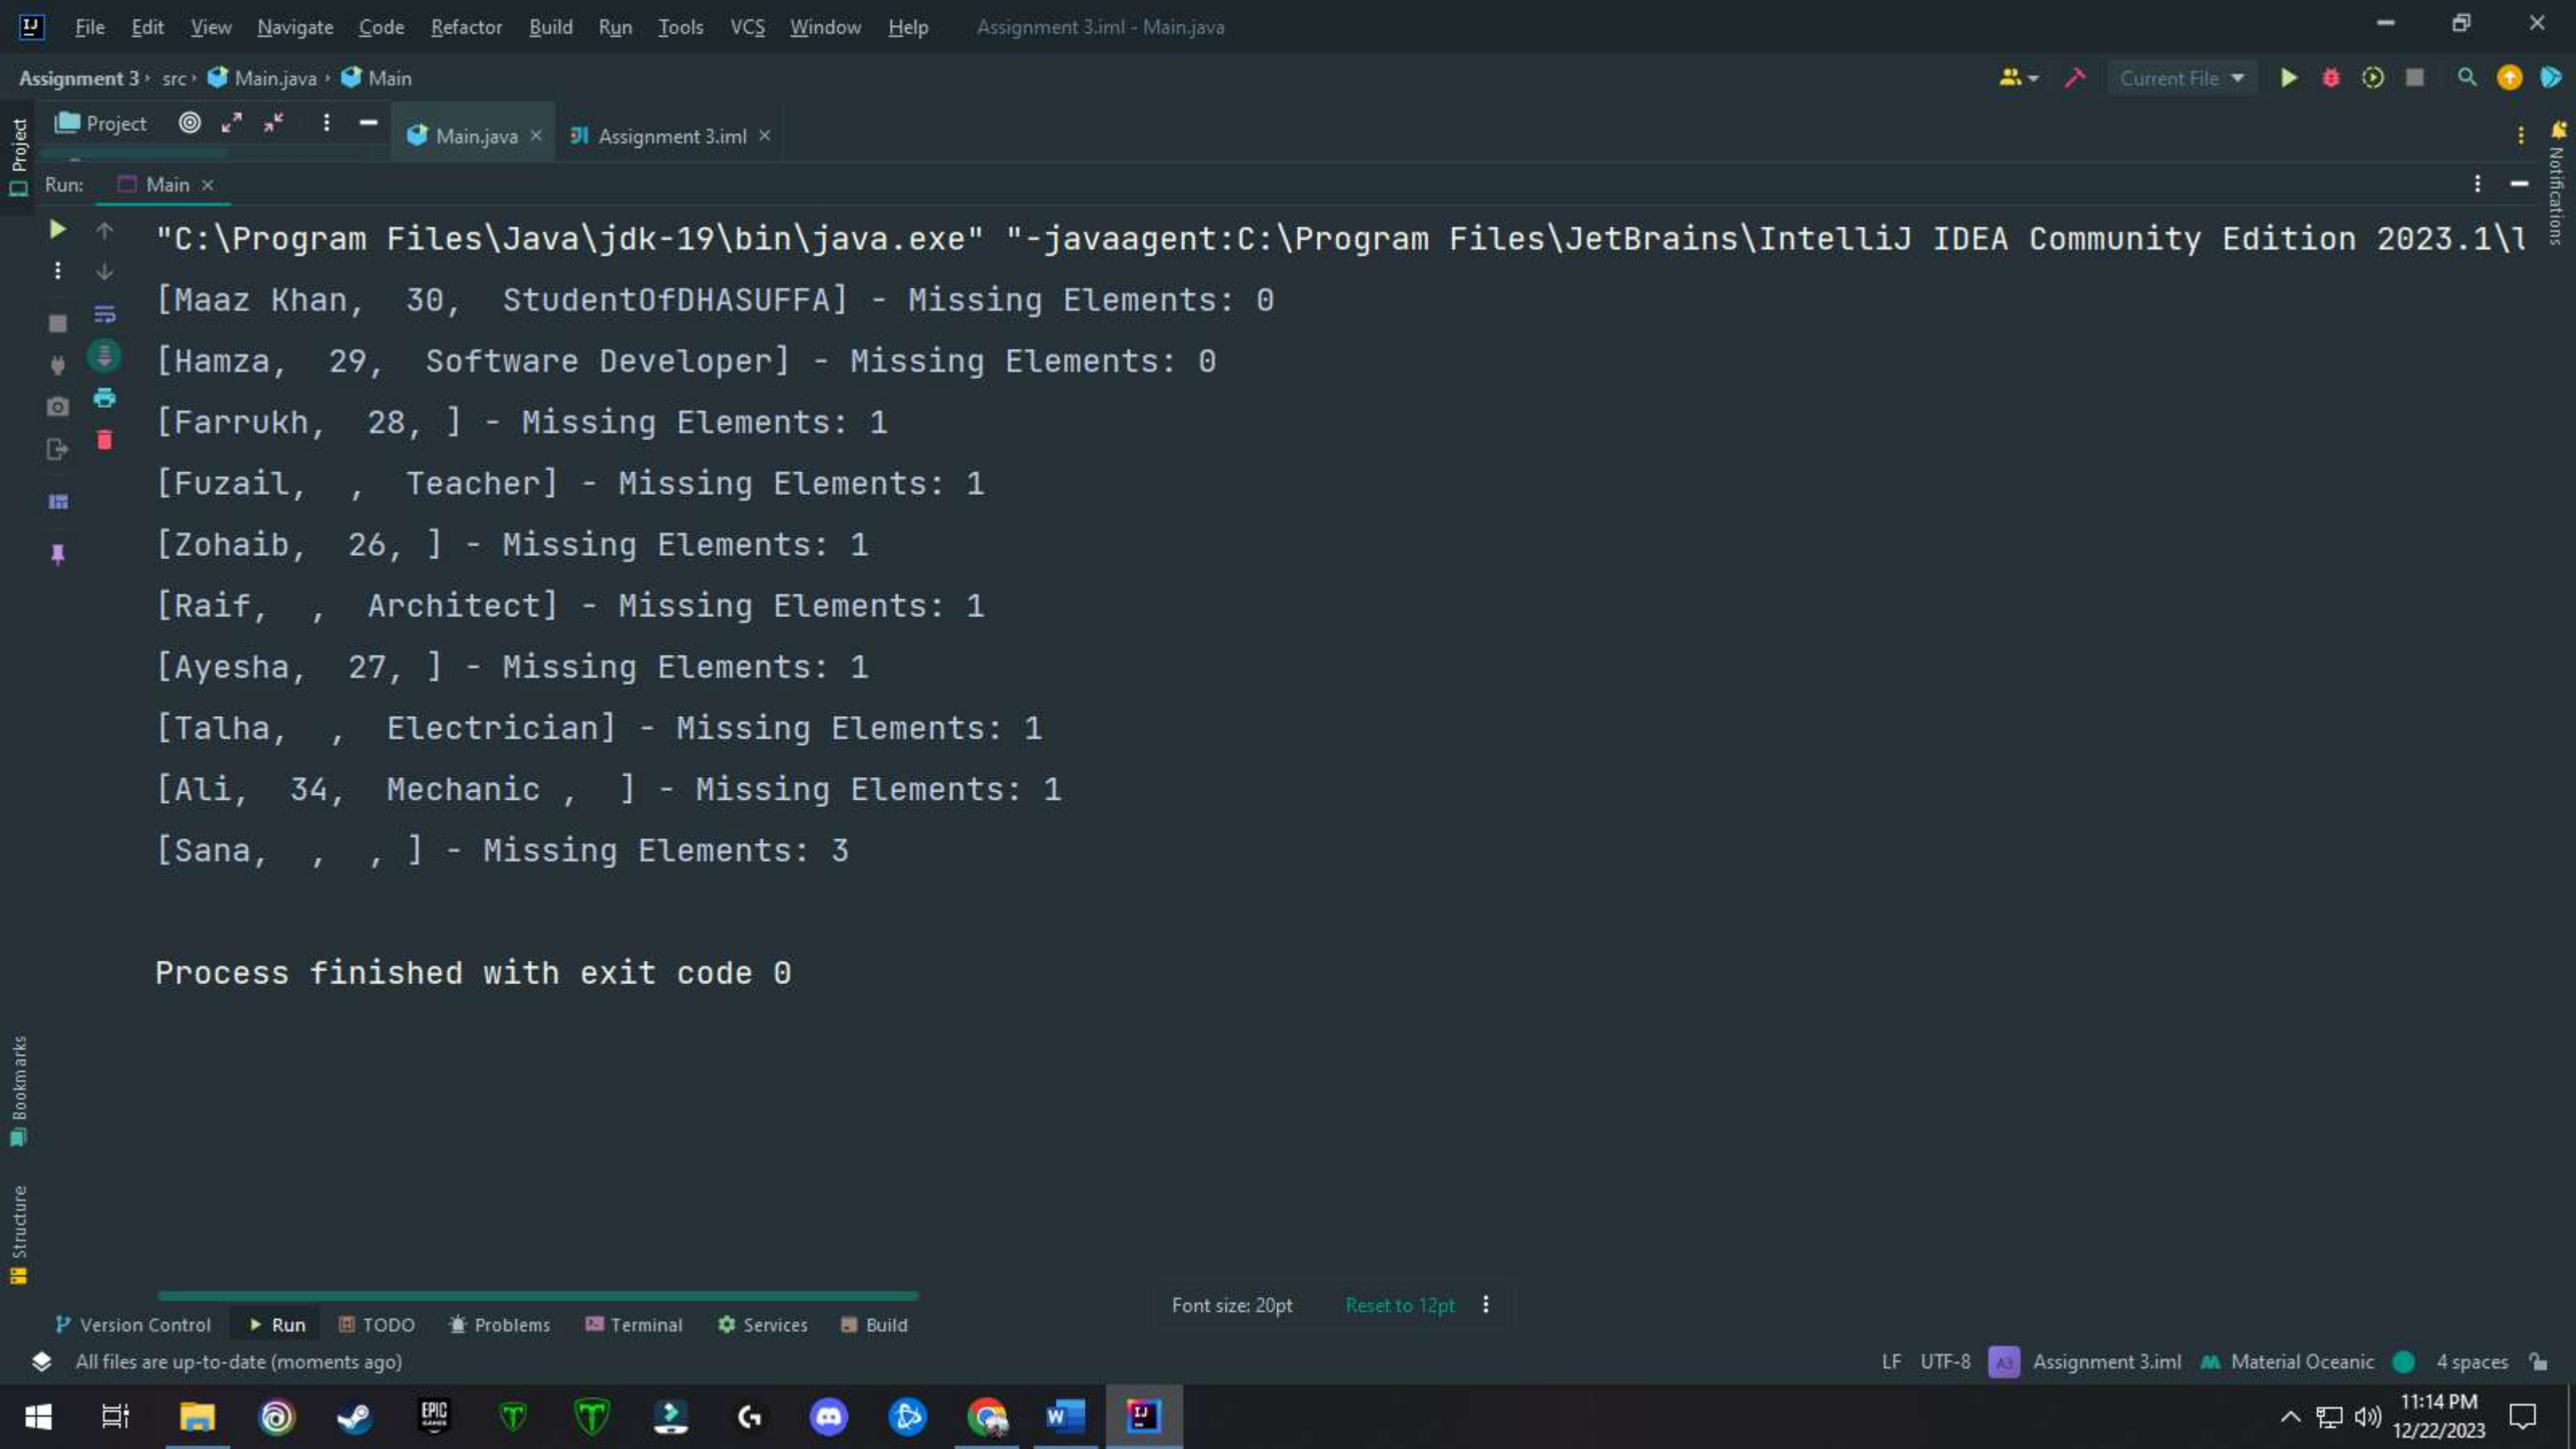 File Edit View Navigate Code Refactor Build Run Tools VCS Window Help Assignment 3.iml - Main.java
Assignment 3 › src › Main.java › Main Current File
Project Main.java × Assignment 3.iml ×
Project
Notifications
Run: Main ×
"C:\Program Files\Java\jdk-19\bin\java.exe" "-javaagent:C:\Program Files\JetBrains\IntelliJ IDEA Community Edition 2023.1\l
[Maaz Khan,  30,  StudentOfDHASUFFA] - Missing Elements: 0
[Hamza,  29,  Software Developer] - Missing Elements: 0
[Farrukh,  28, ] - Missing Elements: 1
[Fuzail,  ,  Teacher] - Missing Elements: 1
[Zohaib,  26, ] - Missing Elements: 1
[Raif,  ,  Architect] - Missing Elements: 1
[Ayesha,  27, ] - Missing Elements: 1
[Talha,  ,  Electrician] - Missing Elements: 1
[Ali,  34,  Mechanic ,  ] - Missing Elements: 1
[Sana,  ,  , ] - Missing Elements: 3
Process finished with exit code 0
Bookmarks
Structure
Font size: 20pt Reset to 12pt
Version Control Run TODO Problems Terminal Services Build
All files are up-to-date (moments ago) LF UTF-8 A3 Assignment 3.iml Material Oceanic 4 spaces
EPIC GAMES
11:14 PM
12/22/2023